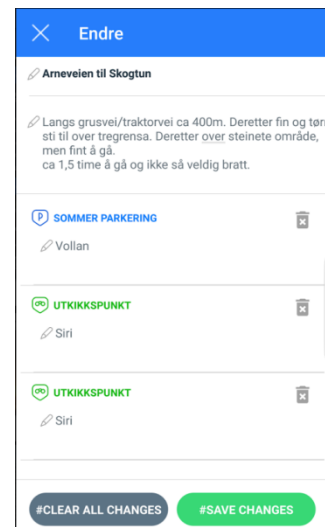 Endre
Arneveien til Skogtun
Langs grusvei/traktorvei ca 400m. Deretter fin og
sti til over tregrensa. Deretter over steinete område,
men fint å gå.
ca 1,5 time å gå og ikke så veldig bratt.
P SOMMER PARKERING
Vollan
UTKIKKSPUNKT
Siri
UTKIKKSPUNKT
Siri
#CLEAR ALL CHANGES #SAVE CHANGES